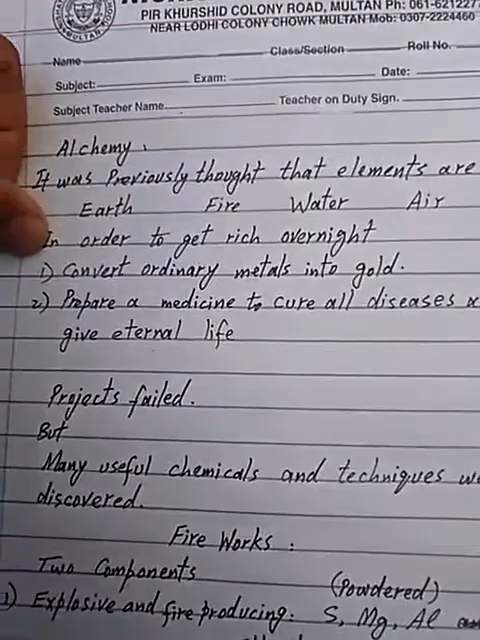 PIR KHURSHID COLONY ROAD, MULTAN Ph: 061-621227
NEAR LODHI COLONY CHOWK MULTAN Mob: 0307-2224460
Name Class/Section Roll No.
Subject: Exam: Date:
Subject Teacher Name Teacher on Duty Sign.
Alchemy:
It was Previously thought that elements are
Earth Fire Water Air
In order to get rich overnight
1) Convert ordinary metals into gold.
2) Prepare a medicine to cure all diseases
give eternal life
Projects failed.
But
Many useful chemicals and techniques
discovered.
Fire Works:
Two Components
(Powdered)
1) Explosive and fire producing: S, Mg, Al